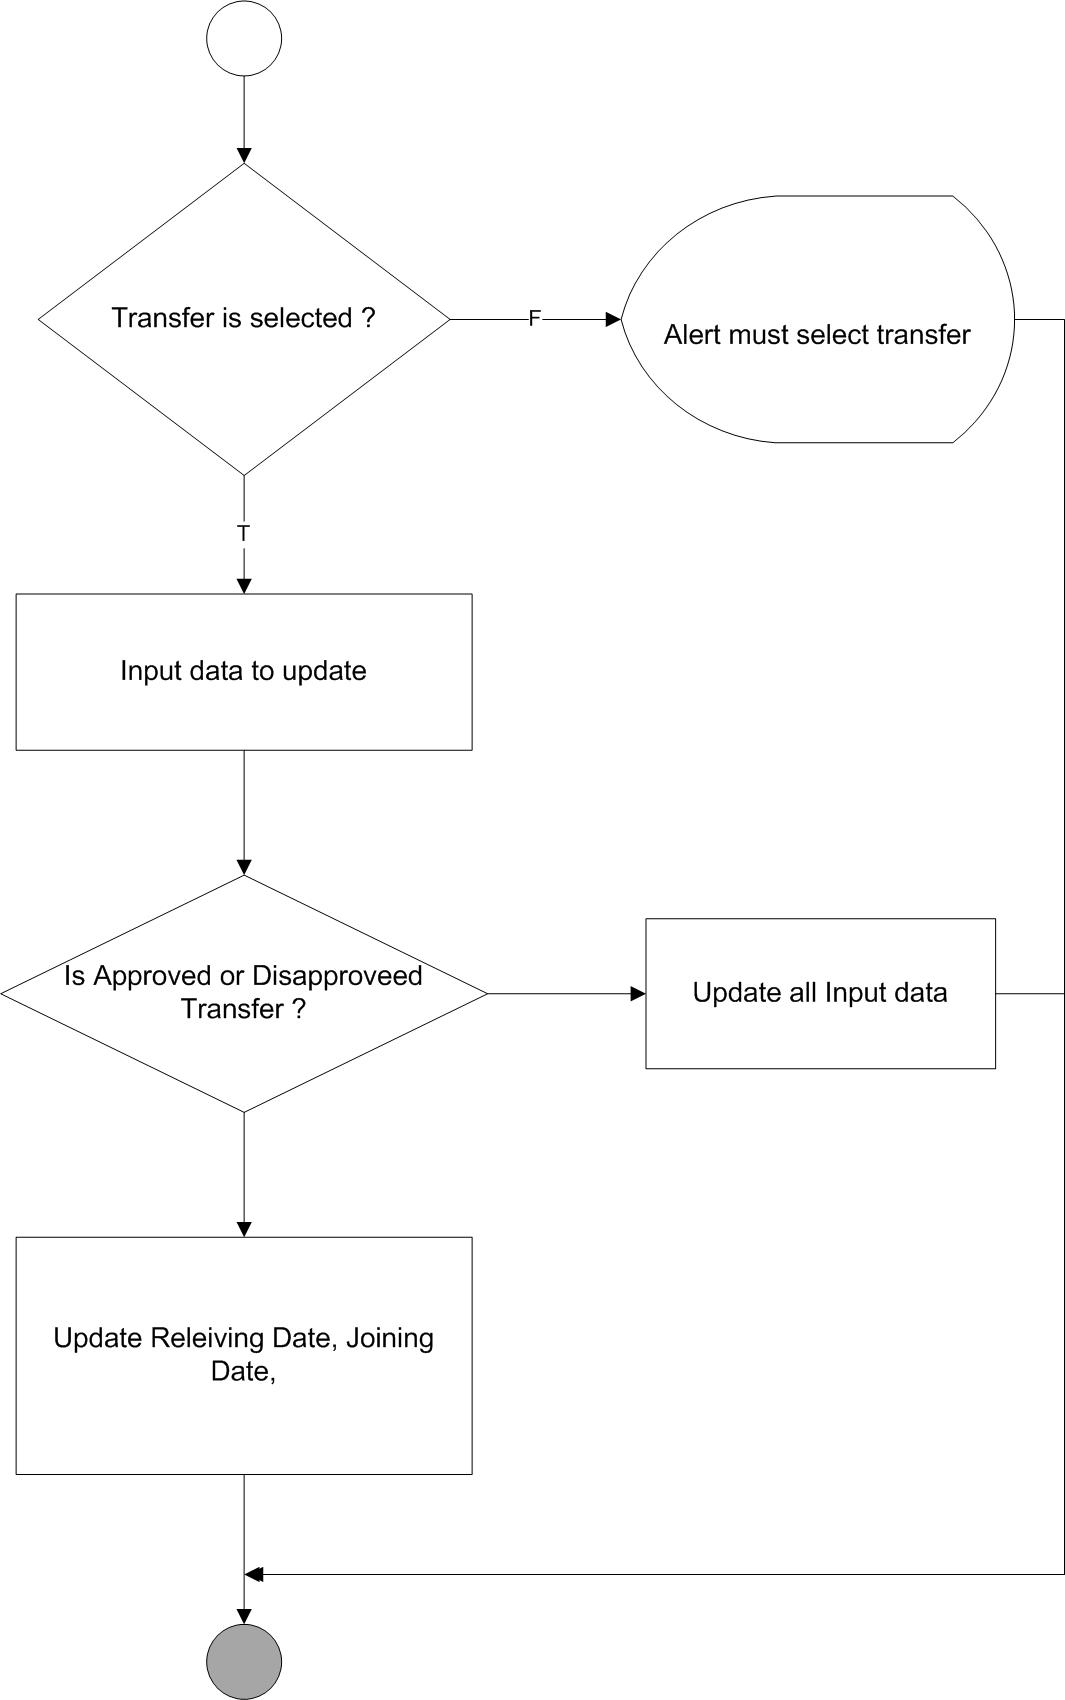 Transfer is selected ?
F
Alert must select transfer
T
Input data to update
Is Approved or Disapproveed
Transfer ?
Update all Input data
Update Releiving Date, Joining
Date,